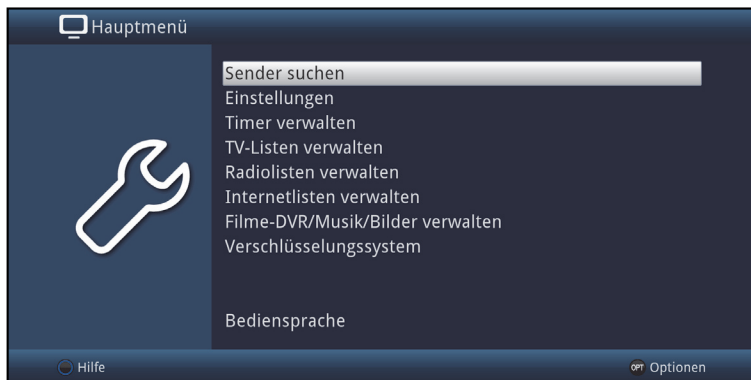 Hauptmenü
Sender suchen
Einstellungen
Timer verwalten
TV-Listen verwalten
Radiolisten verwalten
Internetlisten verwalten
Filme-DVR/Musik/Bilder verwalten
Verschlüsselungssystem
Bediensprache
Hilfe
OPT Optionen